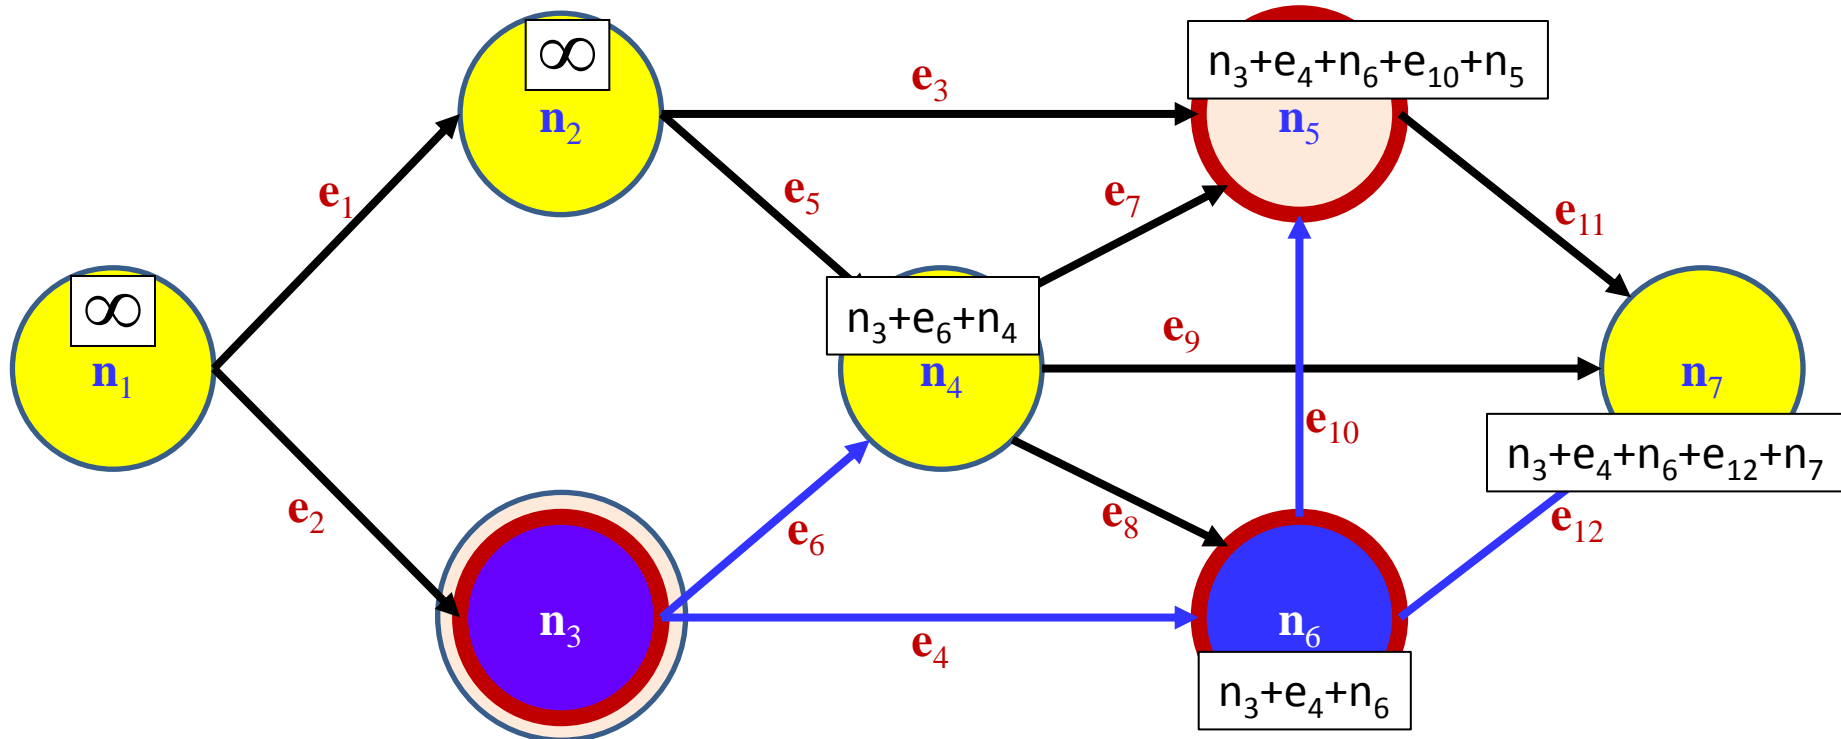 ∞
n₃+e₄+n₆+e₁₀+n₅
n₂
e₃
n₅
e₁
e₅
e₇
e₁₁
∞
n₃+e₆+n₄
n₁
n₄
e₉
n₇
e₁₀
n₃+e₄+n₆+e₁₂+n₇
e₂
e₆
e₈
e₁₂
n₃
e₄
n₆
n₃+e₄+n₆